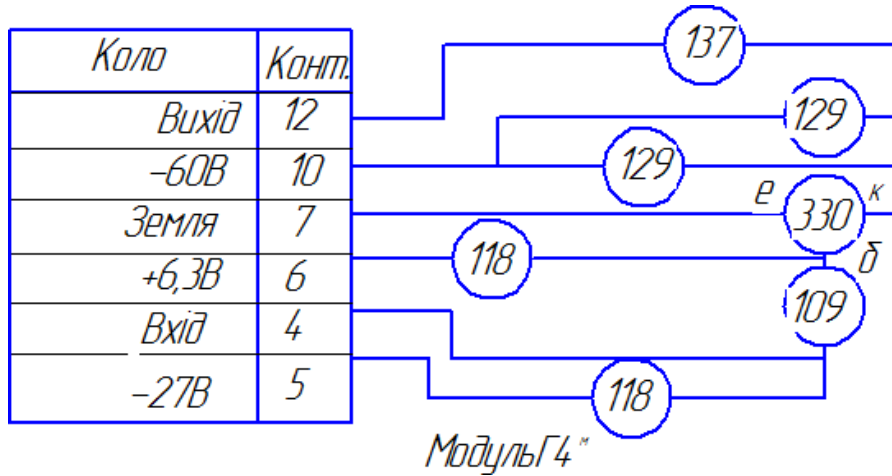 Коло Конт.
Вихід 12
-60В 10
Земля 7
+6,3В 6
Вхід 4
-27В 5
137
129
129
е 330 к
118
б
109
118
МодульГ4 м